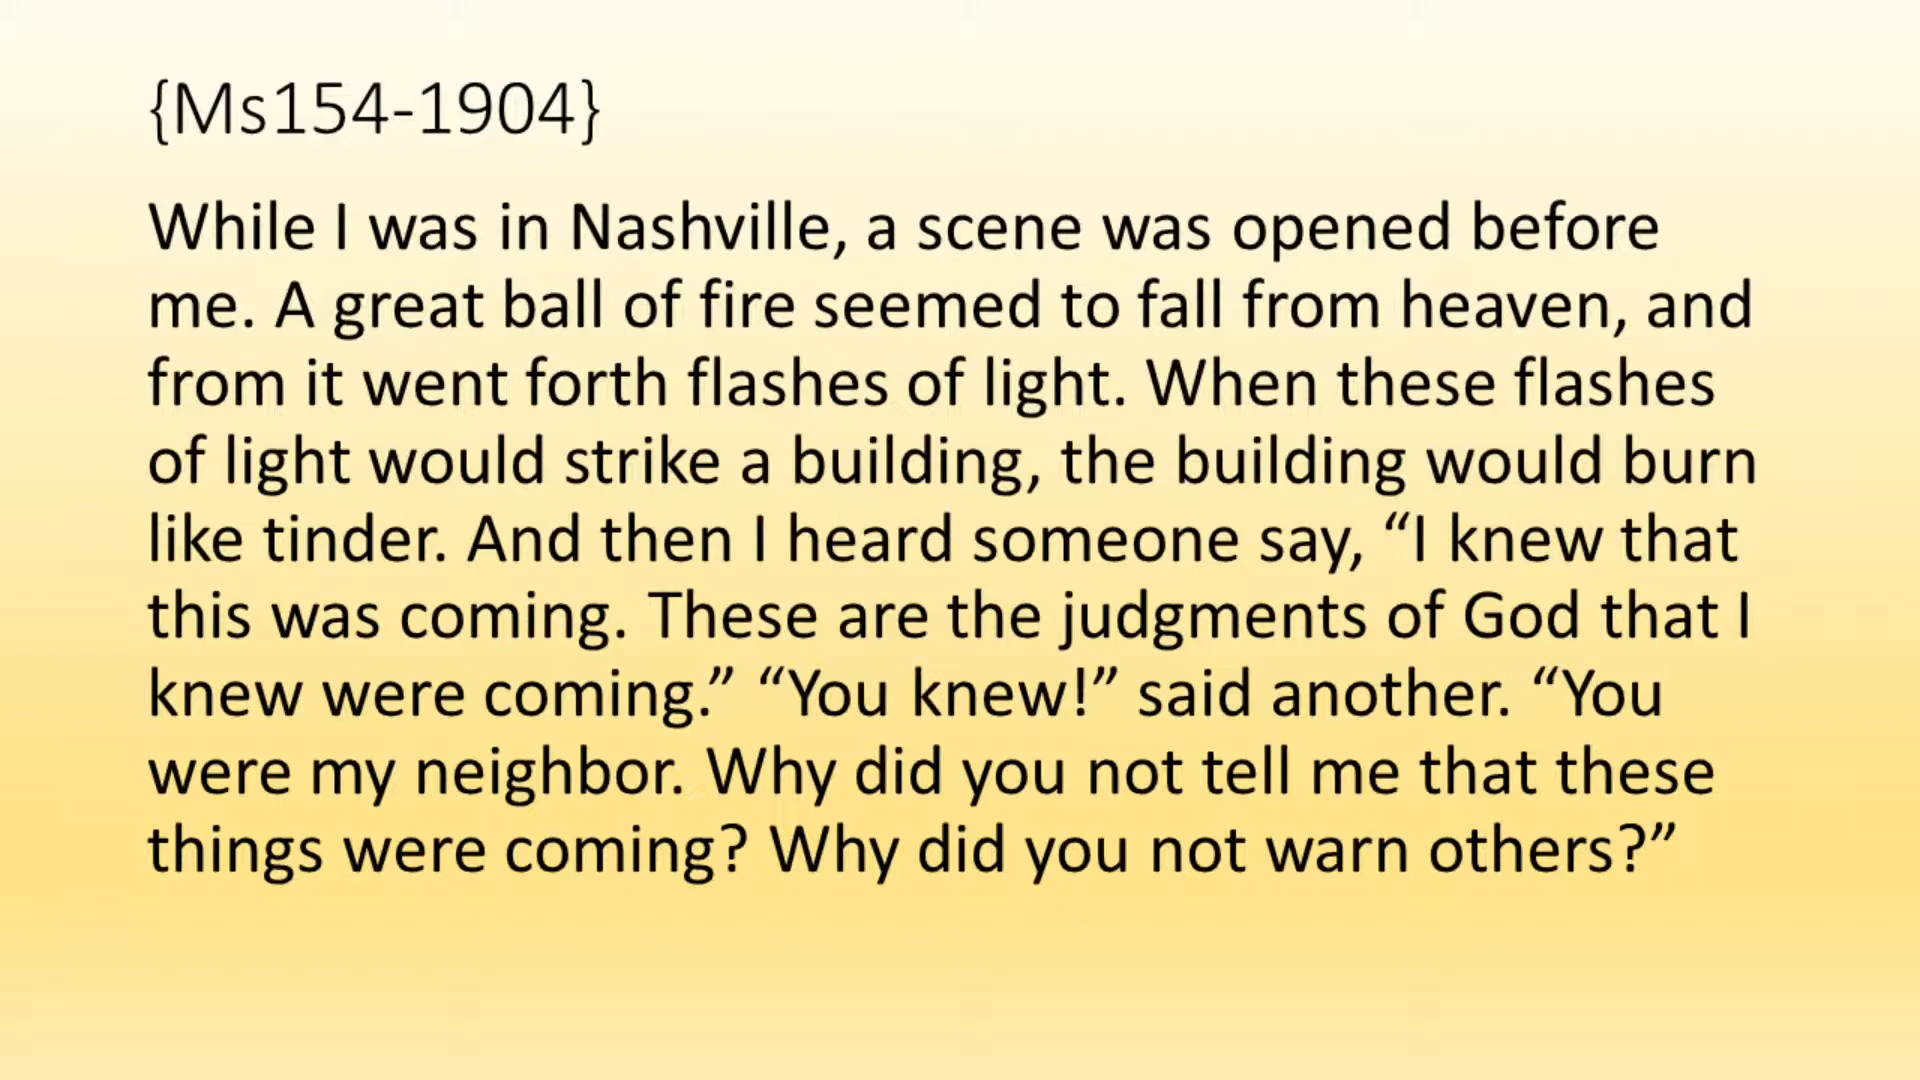 {Ms154-1904}
While I was in Nashville, a scene was opened before
me. A great ball of fire seemed to fall from heaven, and
from it went forth flashes of light. When these flashes
of light would strike a building, the building would burn
like tinder. And then I heard someone say, “I knew that
this was coming. These are the judgments of God that I
knew were coming.” “You knew!” said another. “You
were my neighbor. Why did you not tell me that these
things were coming? Why did you not warn others?”